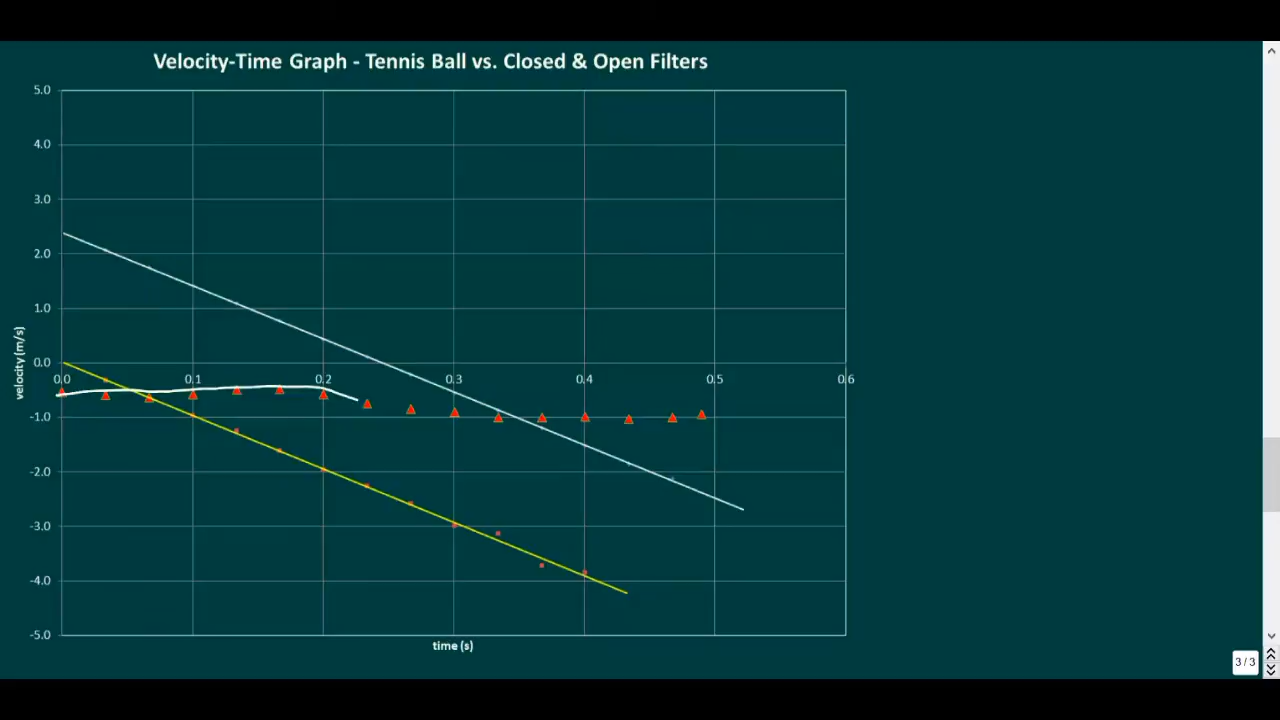 Velocity-Time Graph - Tennis Ball vs. Closed & Open Filters
5.0
4.0
3.0
2.0
1.0
0.0
0.0 0.1 0.2 0.3 0.4 0.5 0.6
-1.0
-2.0
-3.0
-4.0
-5.0
velocity (m/s)
time (s)
3 / 3